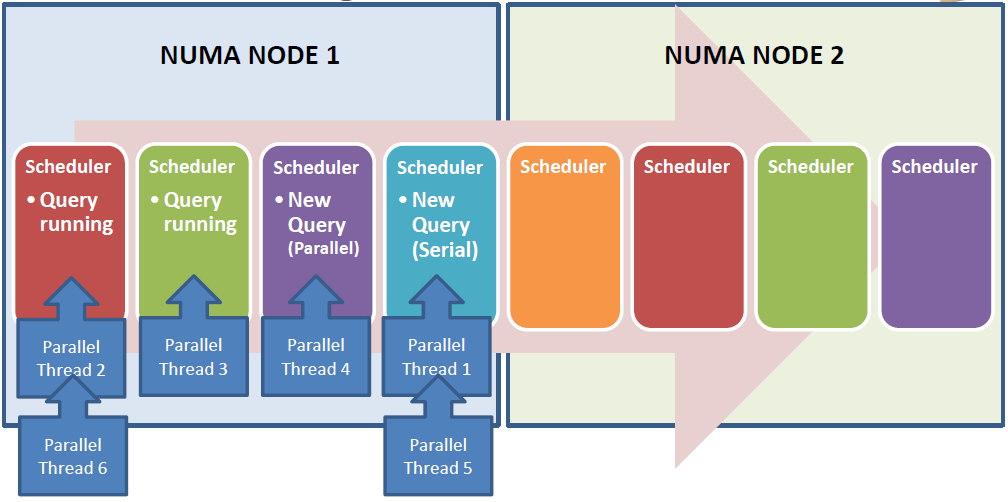 NUMA NODE 1
NUMA NODE 2
Scheduler
• Query
running
Scheduler
• Query
running
Scheduler
• New
Query
(Parallel)
Scheduler
• New
Query
(Serial)
Scheduler
Scheduler
Scheduler
Scheduler
Parallel
Thread 2
Parallel
Thread 3
Parallel
Thread 4
Parallel
Thread 1
Parallel
Thread 6
Parallel
Thread 5